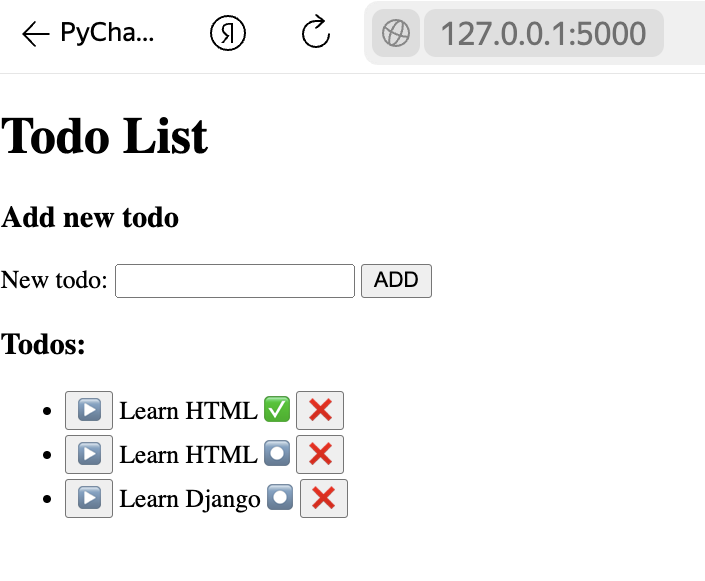 ← PyCha... Я 127.0.0.1:5000
Todo List
Add new todo
New todo: ADD
Todos:
• ▶️ Learn HTML ✅ ❌
• ▶️ Learn HTML ⏺️ ❌
• ▶️ Learn Django ⏺️ ❌